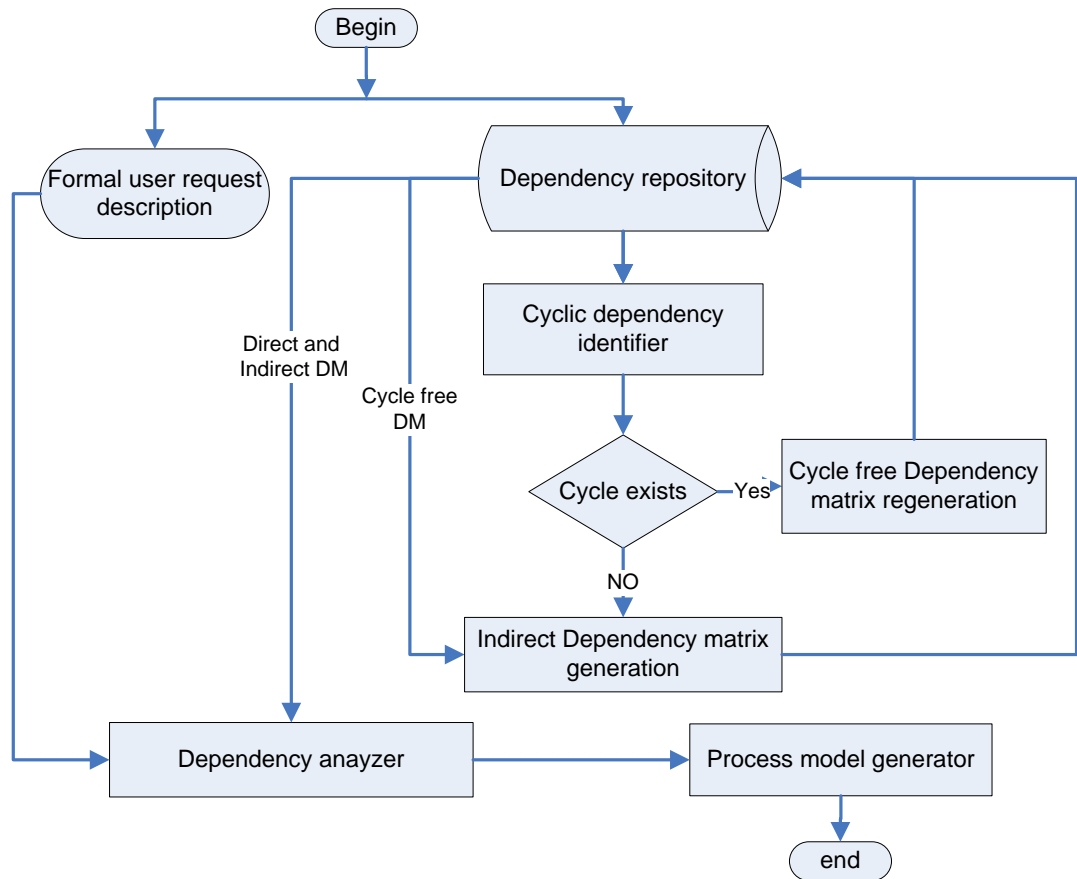 Begin
Formal user request
description
Dependency repository
Cyclic dependency
identifier
Direct and
Indirect DM
Cycle free
DM
Cycle exists
Yes
Cycle free Dependency
matrix regeneration
NO
Indirect Dependency matrix
generation
Dependency anayzer
Process model generator
end